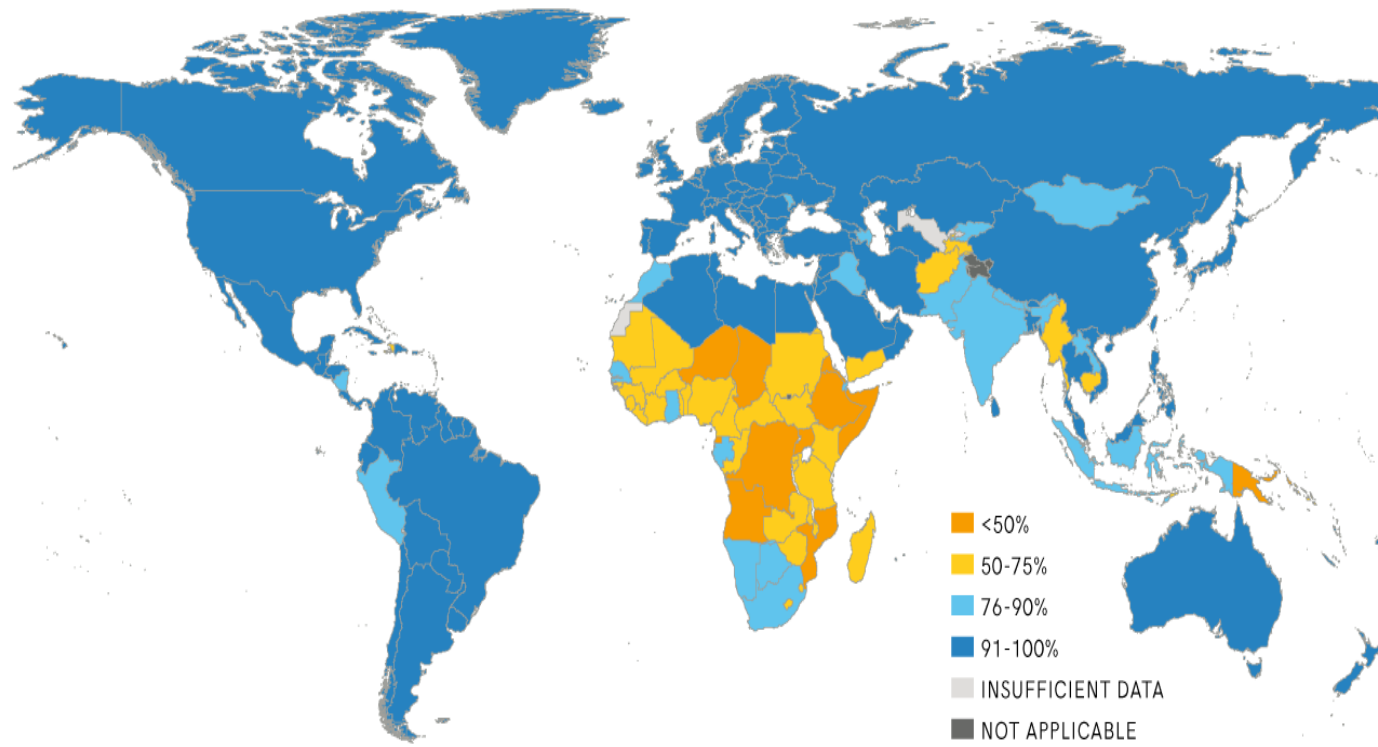 <50%
50-75%
76-90%
91-100%
INSUFFICIENT DATA
NOT APPLICABLE